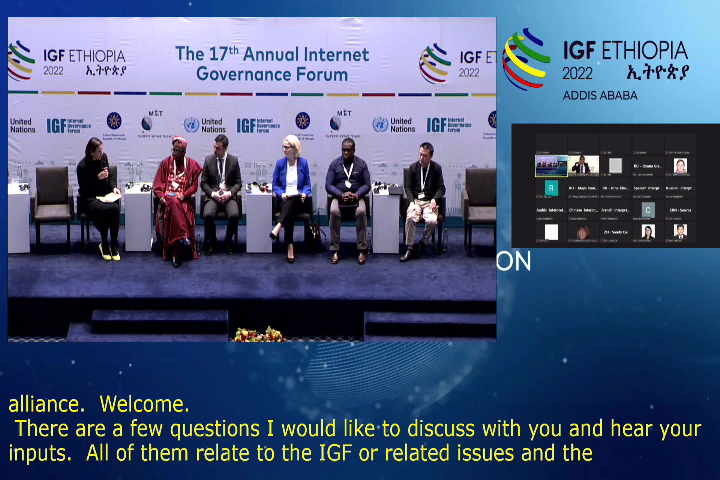 IGF ETHIOPIA
2022 ኢትዮጵያ
The 17th Annual Internet
Governance Forum
IGF ET
2022
United
Nations
IGF Internet
Governance
Forum
United
Nations
IGF Internet
Governance
Forum
United
Nations
IGF
IGF ETHIOPIA
2022 ኢትዮጵያ
ADDIS ABABA
R
C
ON
alliance. Welcome.
There are a few questions I would like to discuss with you and hear your
inputs. All of them relate to the IGF or related issues and the